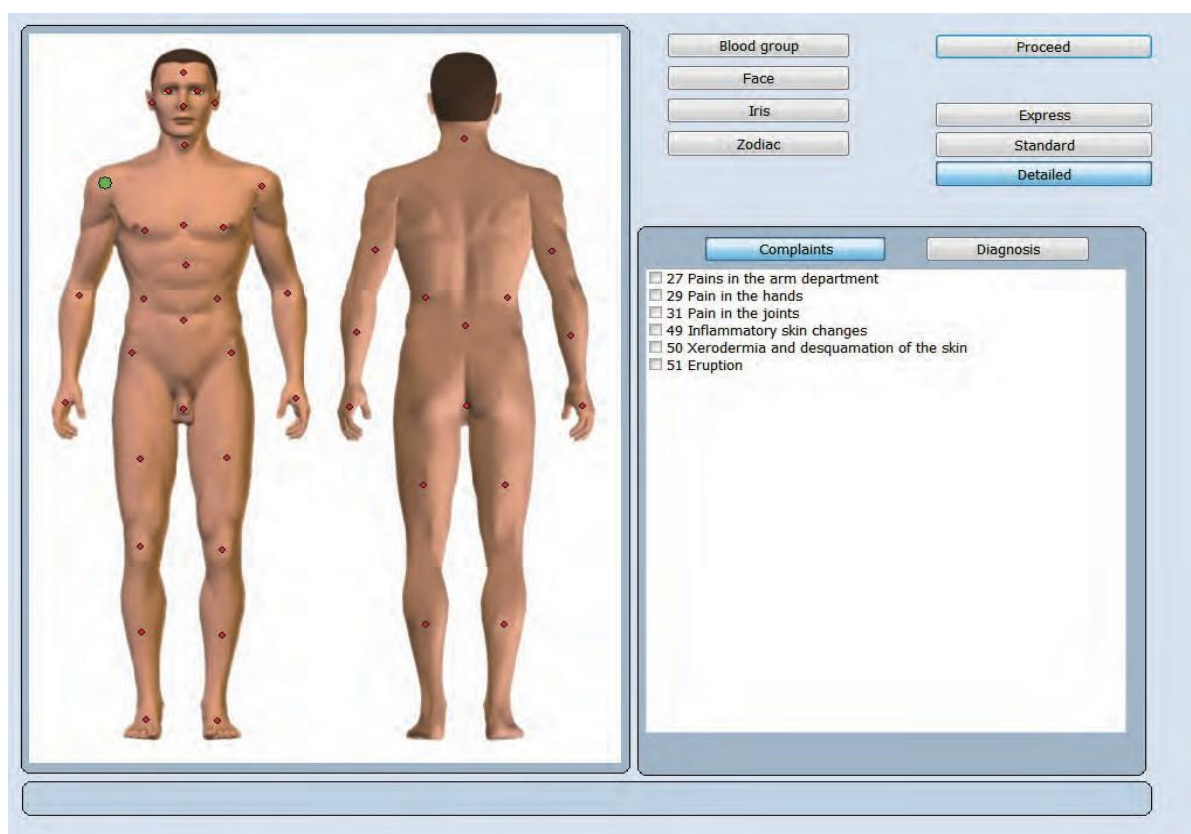 Blood group
Proceed
Face
Iris
Express
Zodiac
Standard
Detailed
Complaints
Diagnosis
27 Pains in the arm department
29 Pain in the hands
31 Pain in the joints
49 Inflammatory skin changes
50 Xerodermia and desquamation of the skin
51 Eruption